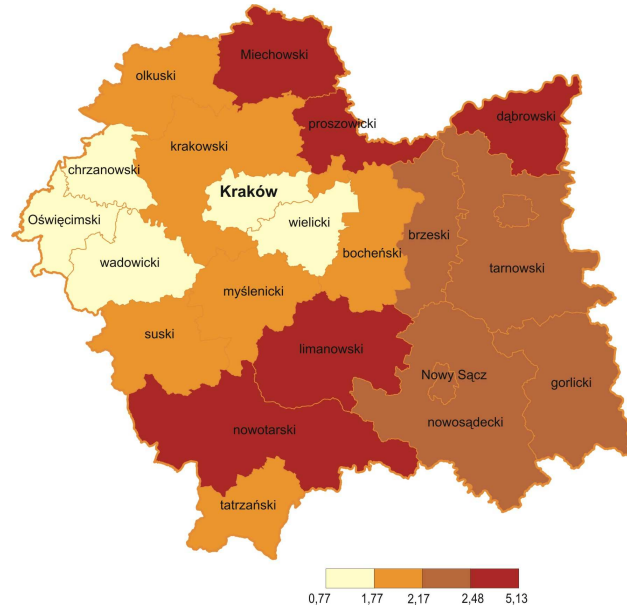 Miechowski
olkuski
dąbrowski
proszowicki
krakowski
chrzanowski
Kraków
Oświęcimski
wielicki
brzeski
bocheński
wadowicki
tarnowski
myślenicki
suski
limanowski
Nowy Sącz
gorlicki
nowotarski
nowosądecki
tatrzański
0,77 1,77 2,17 2,48 5,13